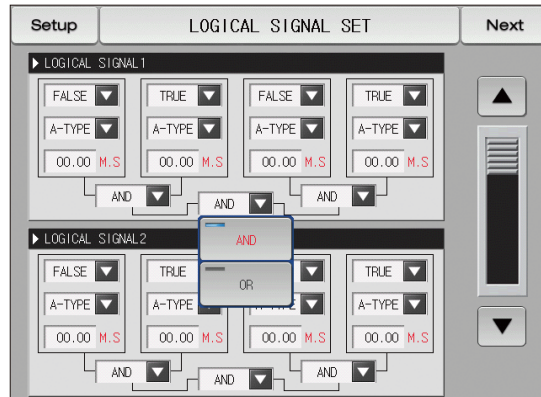 Setup LOGICAL SIGNAL SET Next
LOGICAL SIGNAL1
FALSE TRUE FALSE TRUE
A-TYPE A-TYPE A-TYPE A-TYPE
00.00 M.S 00.00 M.S 00.00 M.S 00.00 M.S
AND AND AND
AND
OR
LOGICAL SIGNAL2
FALSE TRUE TRUE
A-TYPE A-TYPE A-TYPE A-TYPE
00.00 M.S 00.00 M.S 00.00 M.S 00.00 M.S
AND AND AND